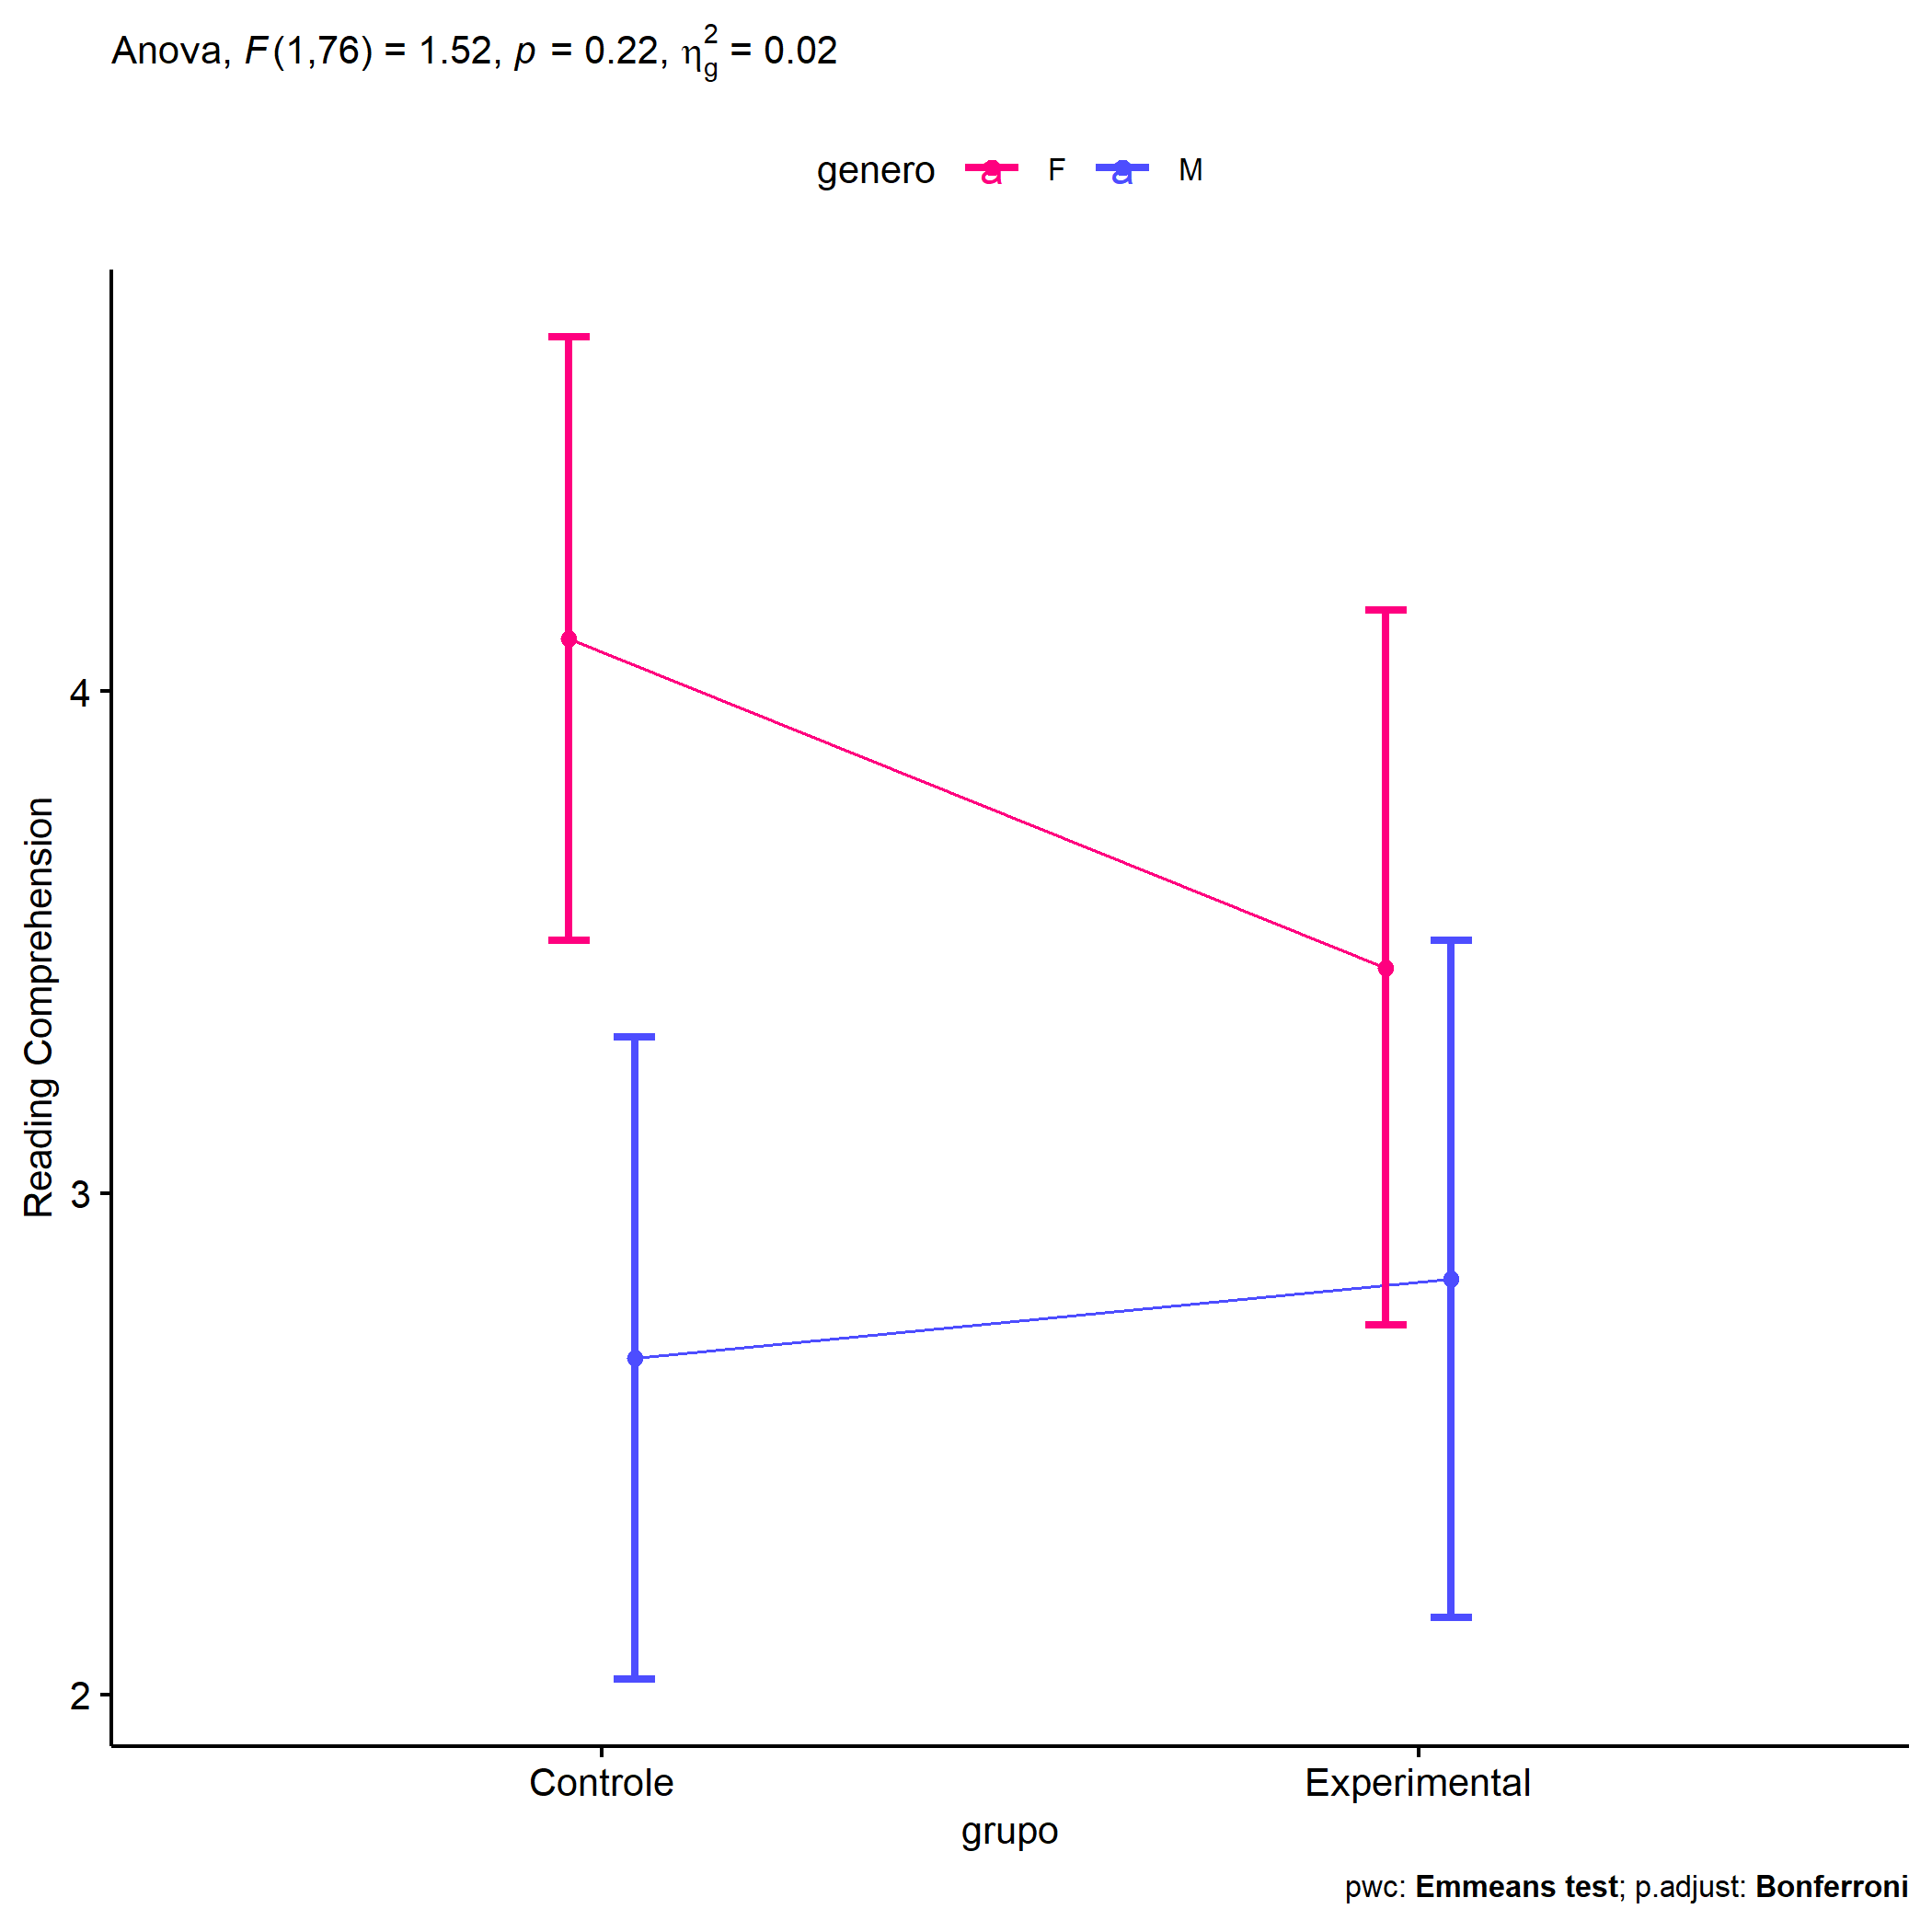 Anova, F(1,76) = 1.52, p = 0.22, η²g = 0.02
genero a F a M
Reading Comprehension
4
3
2
Controle Experimental
grupo
pwc: Emmeans test; p.adjust: Bonferroni